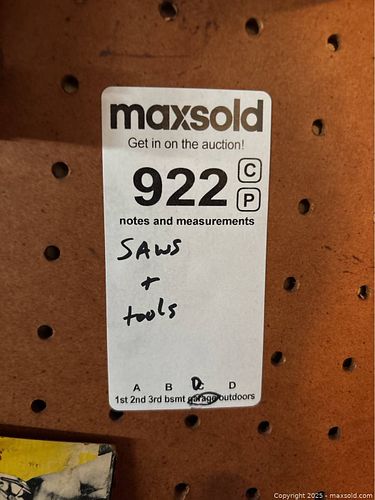 maxsold
Get in on the auction!
922 C P
notes and measurements
SAWS
+
tools
A B C D
1st 2nd 3rd bsmt garage outdoors
Copyright 2025 - maxsold.com